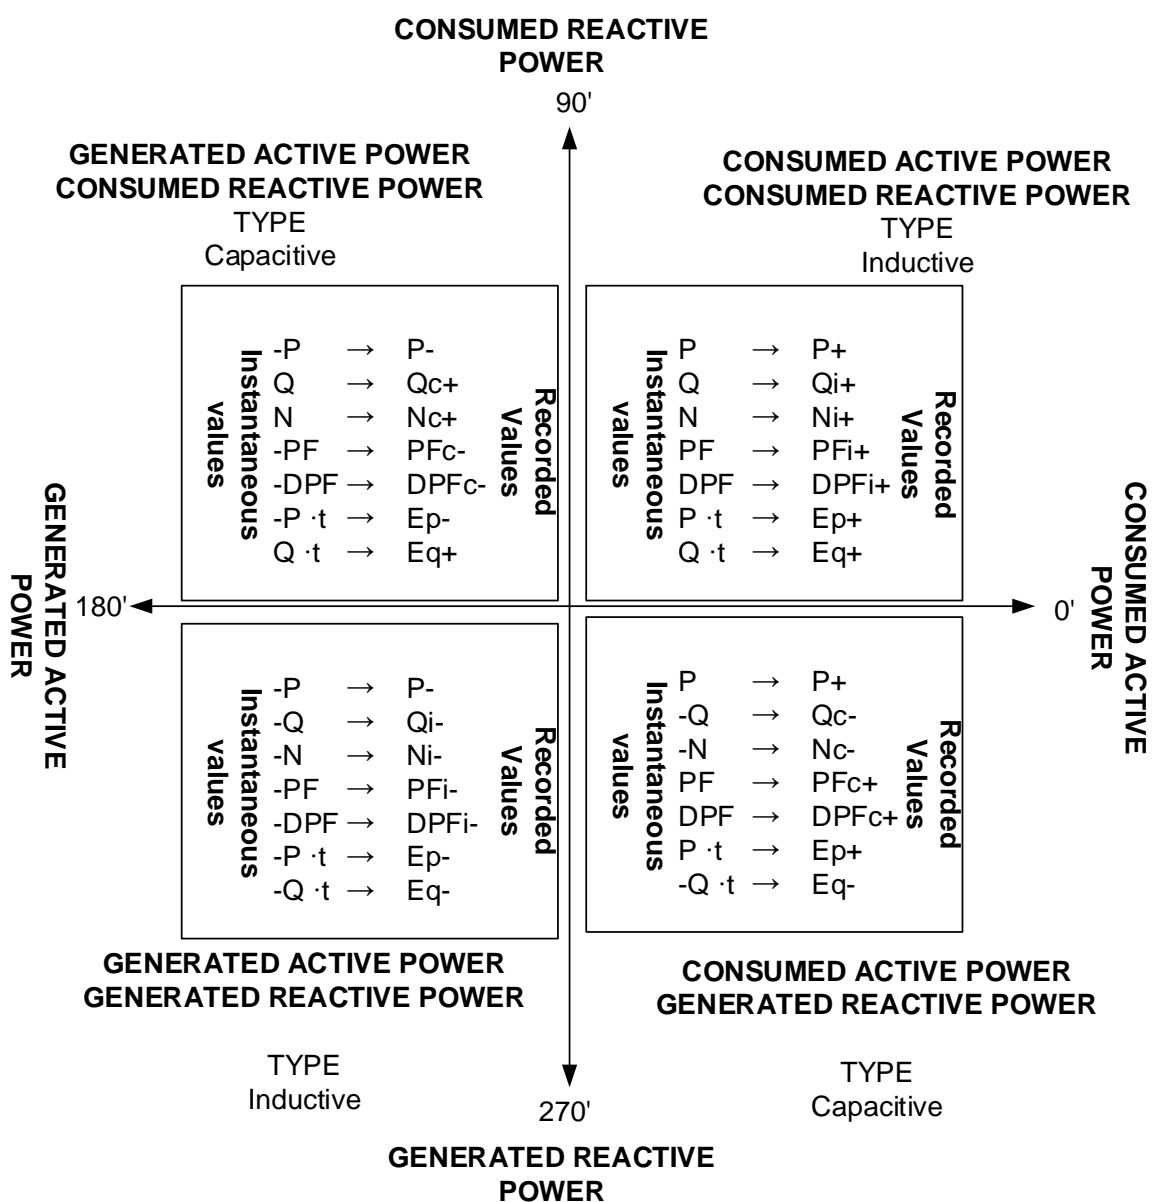 CONSUMED REACTIVE
POWER
90'
GENERATED ACTIVE POWER
CONSUMED REACTIVE POWER
TYPE
Capacitive
CONSUMED ACTIVE POWER
CONSUMED REACTIVE POWER
TYPE
Inductive
Instantaneous
values
-P → P-
Q → Qc+
N → Nc+
-PF → PFc-
-DPF → DPFc-
-P ·t → Ep-
Q ·t → Eq+
Recorded
Values
Instantaneous
values
P → P+
Q → Qi+
N → Ni+
PF → PFi+
DPF → DPFi+
P ·t → Ep+
Q ·t → Eq+
Recorded
Values
GENERATED ACTIVE
POWER
180'
0'
CONSUMED ACTIVE
POWER
Instantaneous
values
-P → P-
-Q → Qi-
-N → Ni-
-PF → PFi-
-DPF → DPFi-
-P ·t → Ep-
-Q ·t → Eq-
Recorded
Values
Instantaneous
values
P → P+
-Q → Qc-
-N → Nc-
PF → PFc+
DPF → DPFc+
P ·t → Ep+
-Q ·t → Eq-
Recorded
Values
GENERATED ACTIVE POWER
GENERATED REACTIVE POWER
TYPE
Inductive
CONSUMED ACTIVE POWER
GENERATED REACTIVE POWER
TYPE
Capacitive
270'
GENERATED REACTIVE
POWER